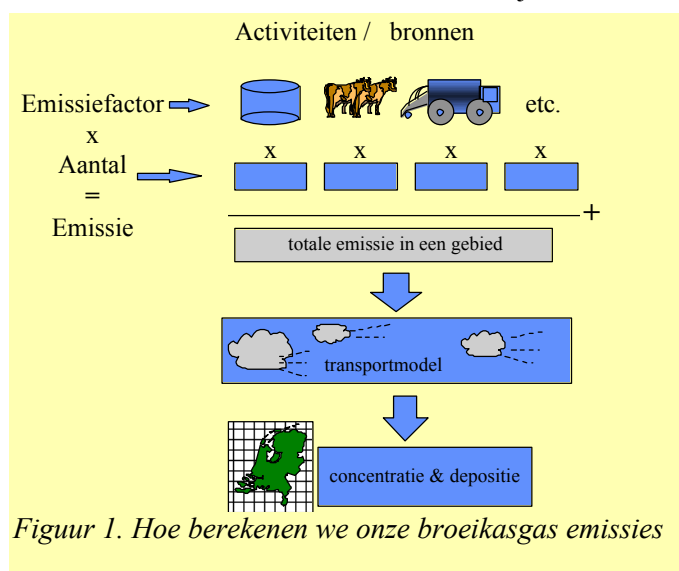 Activiteiten / bronnen
Emissiefactor
etc.
x
x x x x
Aantal
=
+
Emissie
totale emissie in een gebied
transportmodel
concentratie & depositie
Figuur 1. Hoe berekenen we onze broeikasgas emissies